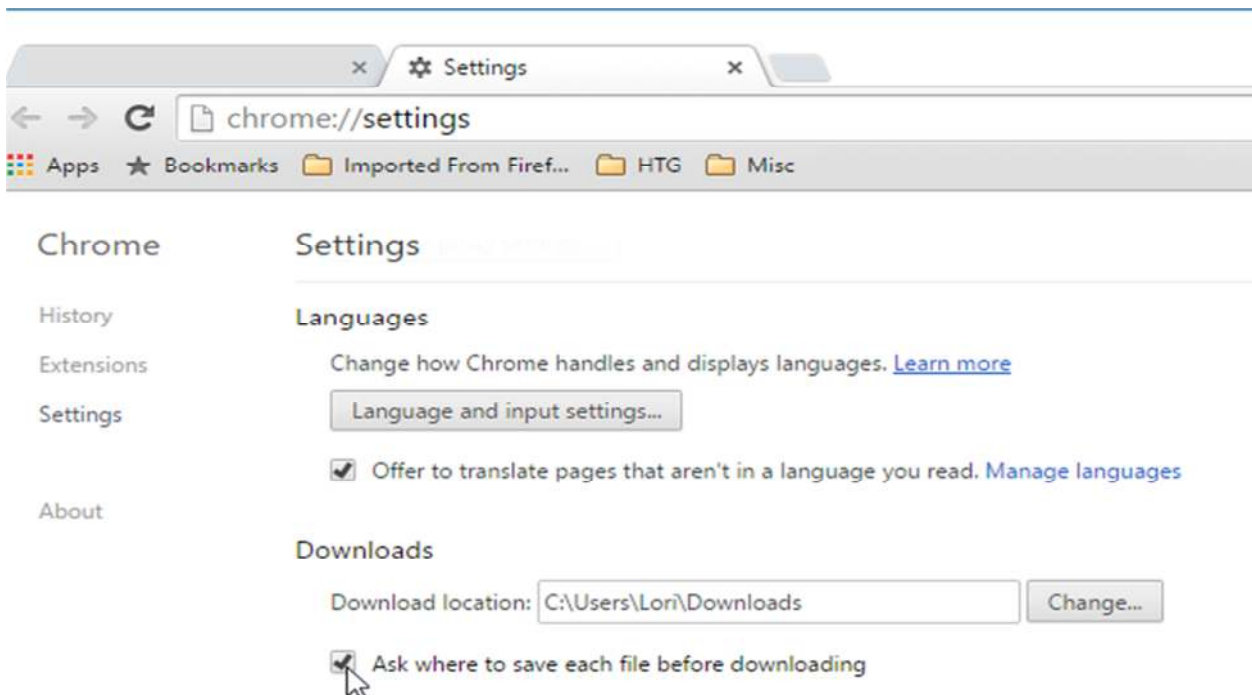 Settings
chrome://settings
Apps Bookmarks Imported From Firef... HTG Misc
Chrome
Settings
History
Extensions
Settings
About
Languages
Change how Chrome handles and displays languages. Learn more
Language and input settings...
Offer to translate pages that aren't in a language you read. Manage languages
Downloads
Download location: C:\Users\Lori\Downloads Change...
Ask where to save each file before downloading